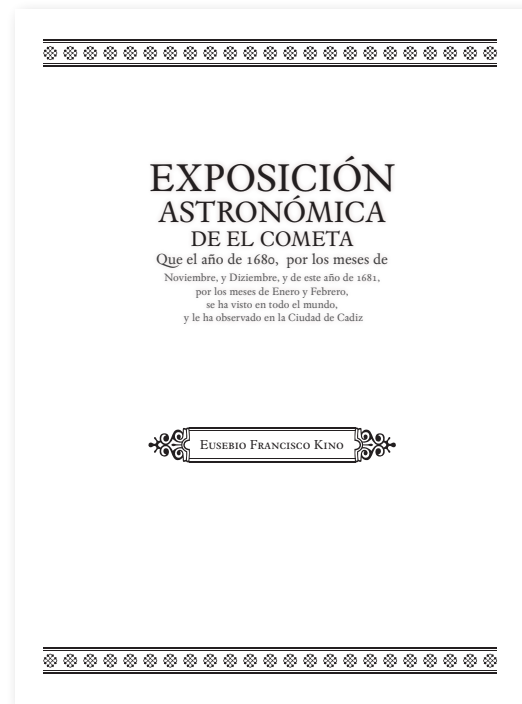 EXPOSICIÓN
ASTRONÓMICA
DE EL COMETA
Que el año de 1680, por los meses de
Noviembre, y Diziembre, y de este año de 1681,
por los meses de Enero y Febrero,
se ha visto en todo el mundo,
y le ha observado en la Ciudad de Cadiz
Eusebio Francisco Kino